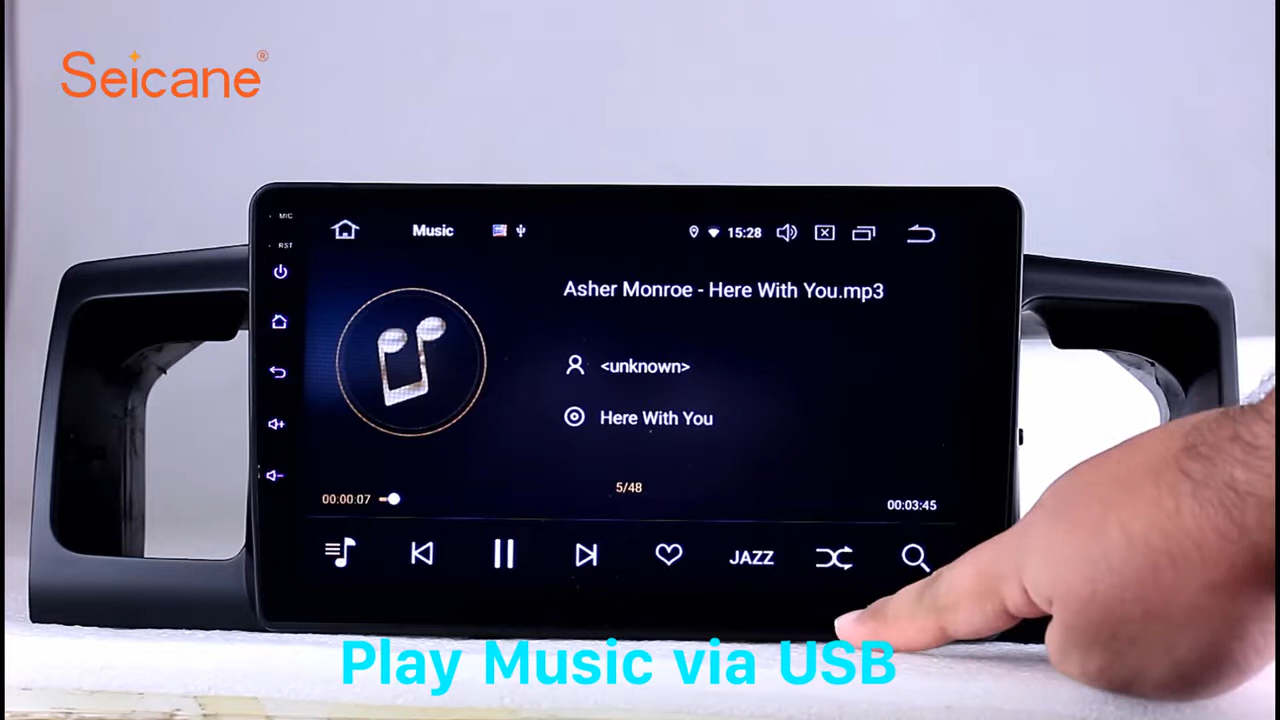 Seicane®
MIC
RST
Music
15:28
Asher Monroe - Here With You.mp3
<unknown>
Here With You
5/48
00:00:07
00:03:45
JAZZ
Play Music via USB